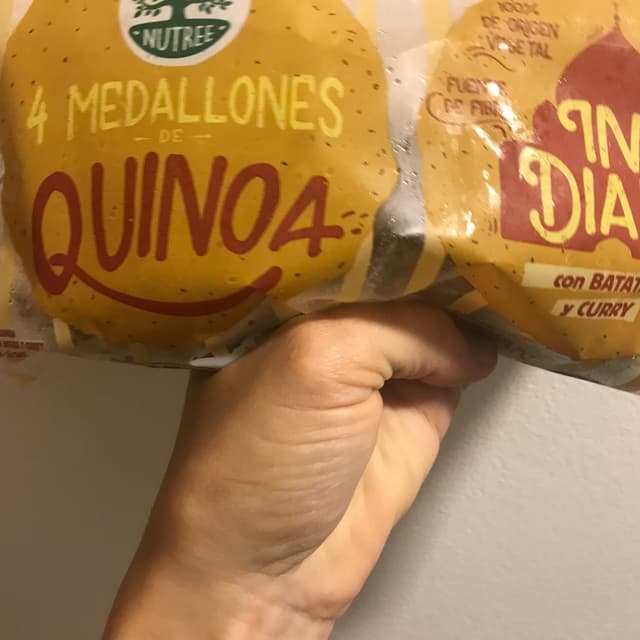 NUTREE
4 MEDALLONES
DE
QUINOA
100%
DE ORIGEN
VEGETAL
FUENTE
DE FIBRA
IN
DIA
con BATAT
y CURRY